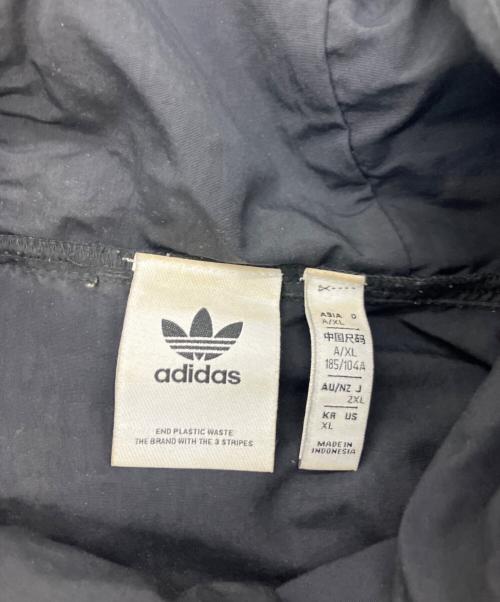 adidas
END PLASTIC WASTE
THE BRAND WITH THE 3 STRIPES
ASIA D
A/XL
中国尺码
A/XL
185/104A
AU/NZ J
2XL
KR US
XL
MADE IN
INDONESIA